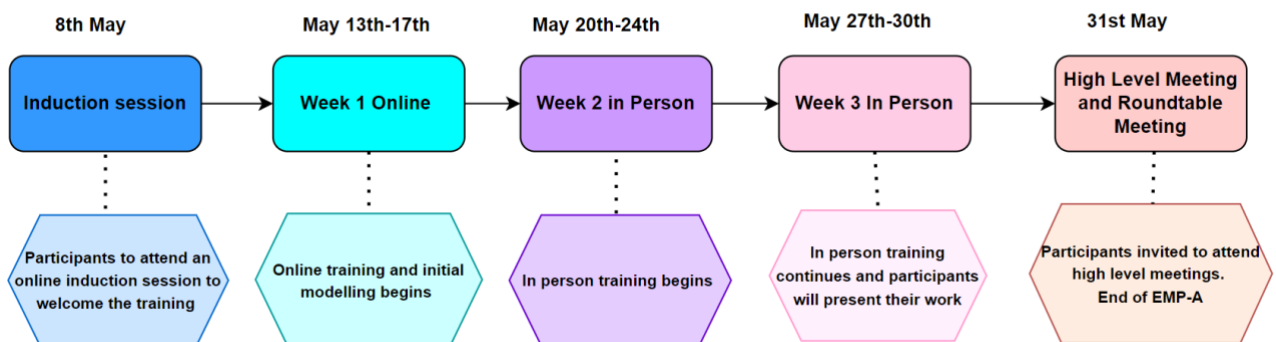 8th May
May 13th-17th
May 20th-24th
May 27th-30th
31st May
Induction session
Week 1 Online
Week 2 in Person
Week 3 In Person
High Level Meeting
and Roundtable
Meeting
Participants to attend an
online induction session to
welcome the training
Online training and initial
modelling begins
In person training begins
In person training
continues and participants
will present their work
Participants invited to attend
high level meetings.
End of EMP-A